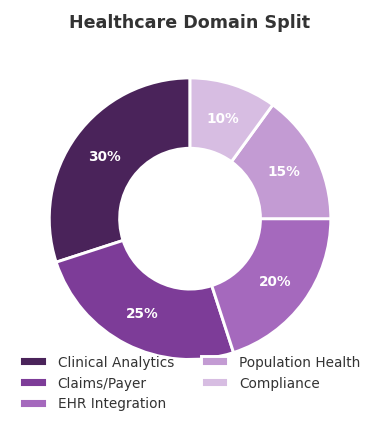 Healthcare Domain Split
10%
30%
15%
20%
25%
Clinical Analytics
Claims/Payer
EHR Integration
Population Health
Compliance